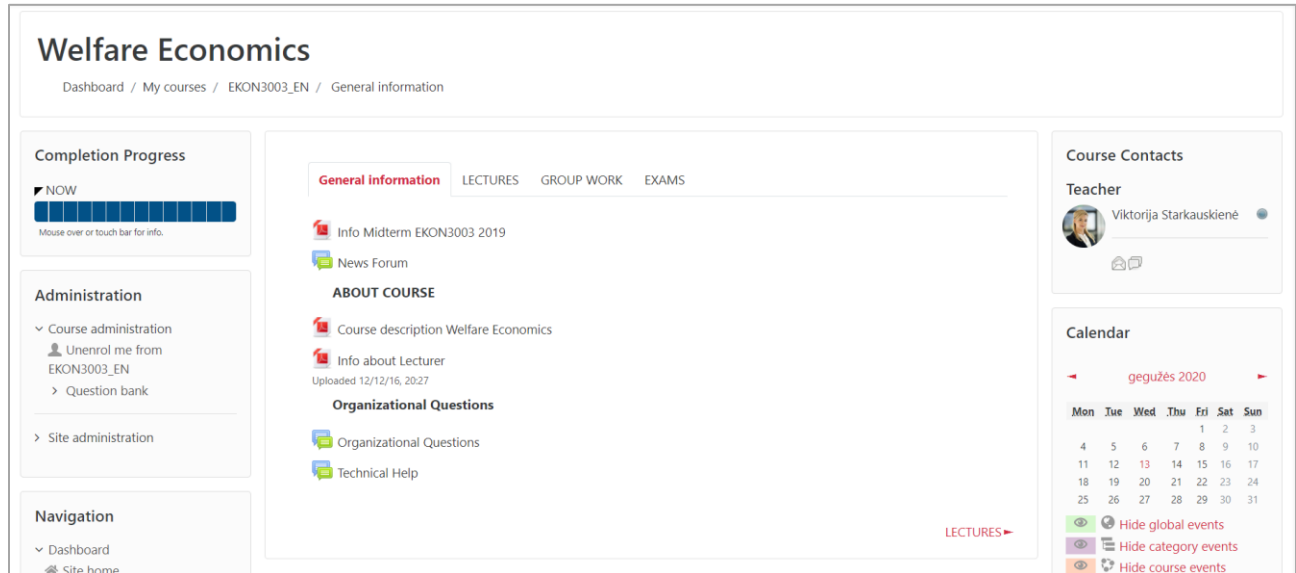 Welfare Economics
Dashboard / My courses / EKON3003_EN / General information
Completion Progress
NOW
Mouse over or touch bar for info.
Administration
Course administration
Unenrol me from
EKON3003_EN
Question bank
Site administration
Navigation
Dashboard
Site home
General information LECTURES GROUP WORK EXAMS
Info Midterm EKON3003 2019
News Forum
ABOUT COURSE
Course description Welfare Economics
Info about Lecturer
Uploaded 12/12/16, 20:27
Organizational Questions
Organizational Questions
Technical Help
LECTURES►
Course Contacts
Teacher
Viktorija Starkauskienė
Calendar
◄ gegužės 2020 ►
Mon Tue Wed Thu Fri Sat Sun
1 2 3
4 5 6 7 8 9 10
11 12 13 14 15 16 17
18 19 20 21 22 23 24
25 26 27 28 29 30 31
Hide global events
Hide category events
Hide course events